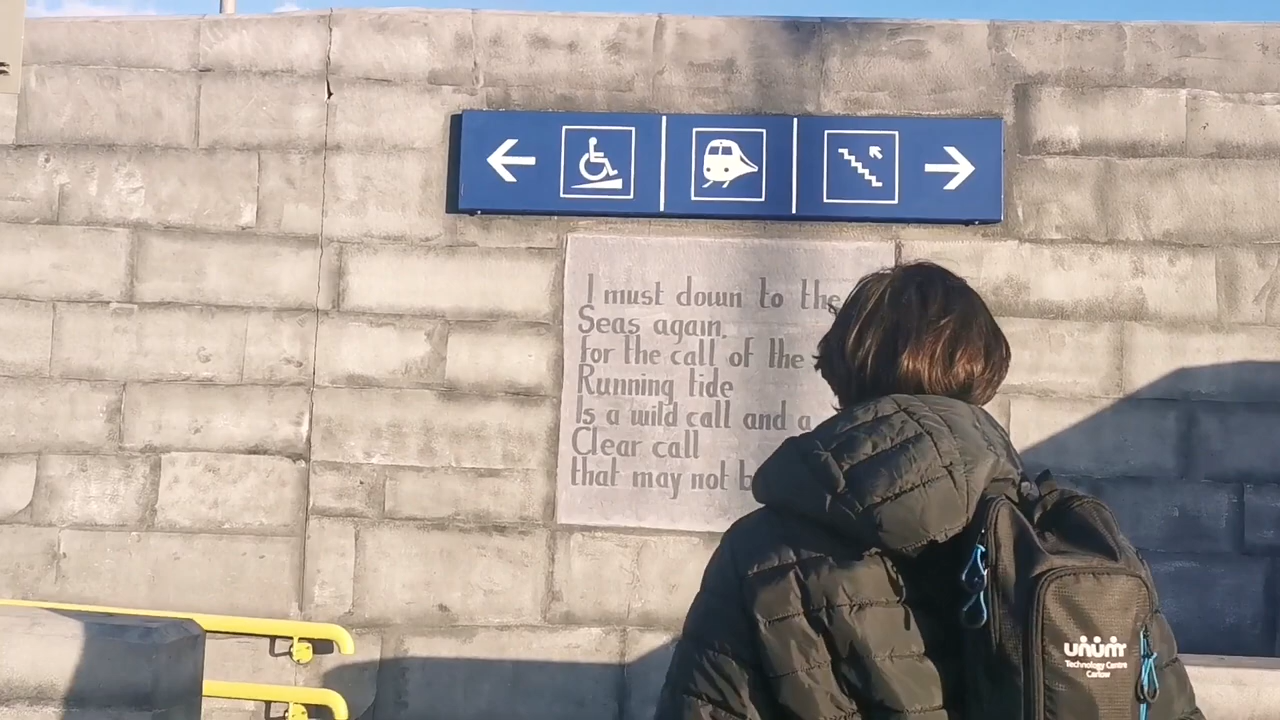 I must down to the
Seas again.
for the call of the
Running tide
Is a wild call and a
Clear call
that may not b
unum
Technology Centre
Carlow